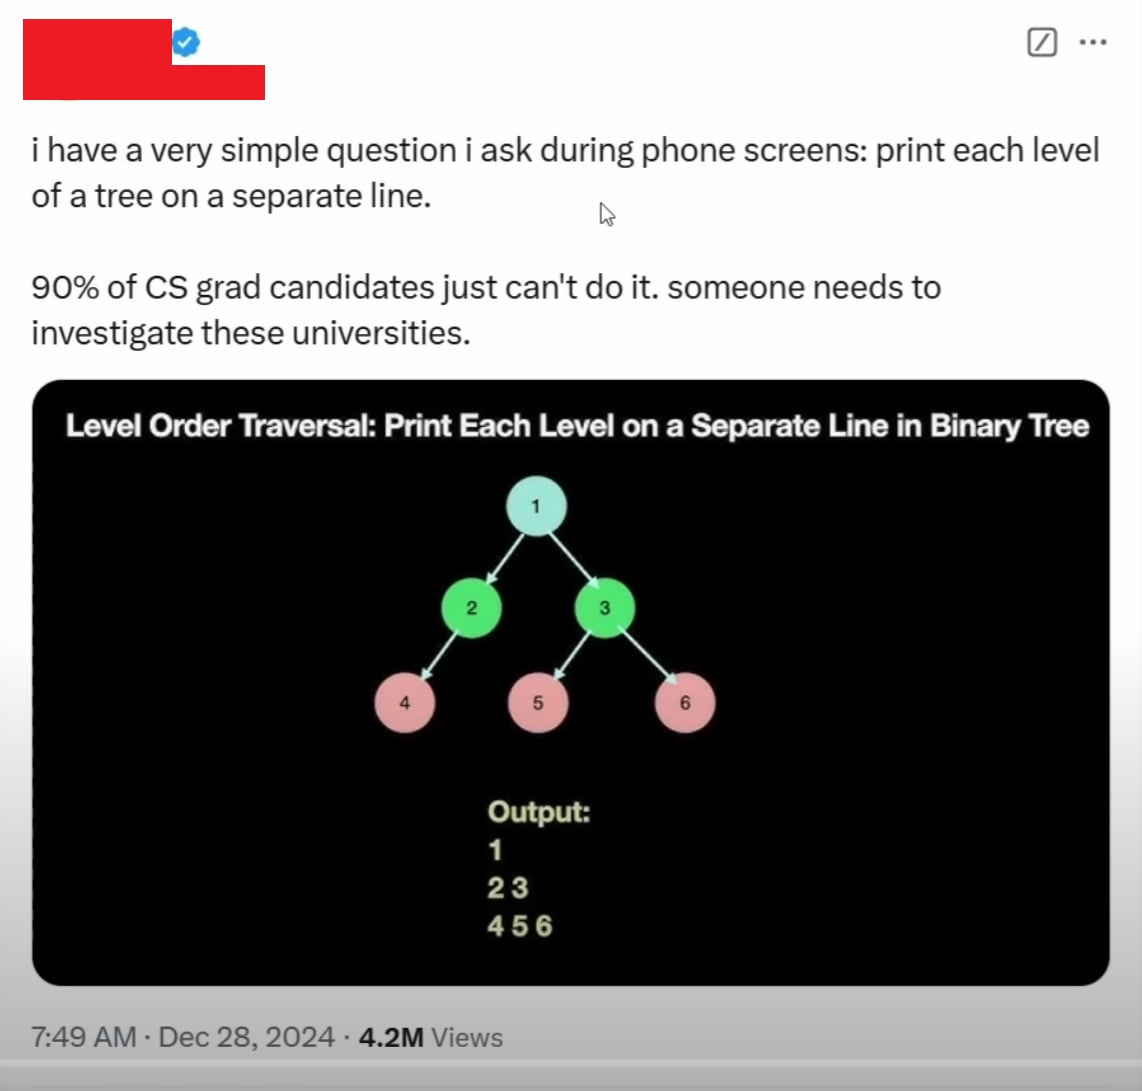 i have a very simple question i ask during phone screens: print each level
of a tree on a separate line.
90% of CS grad candidates just can't do it. someone needs to
investigate these universities.
Level Order Traversal: Print Each Level on a Separate Line in Binary Tree
1
2 3
4 5 6
Output:
1
2 3
4 5 6
7:49 AM · Dec 28, 2024 · 4.2M Views